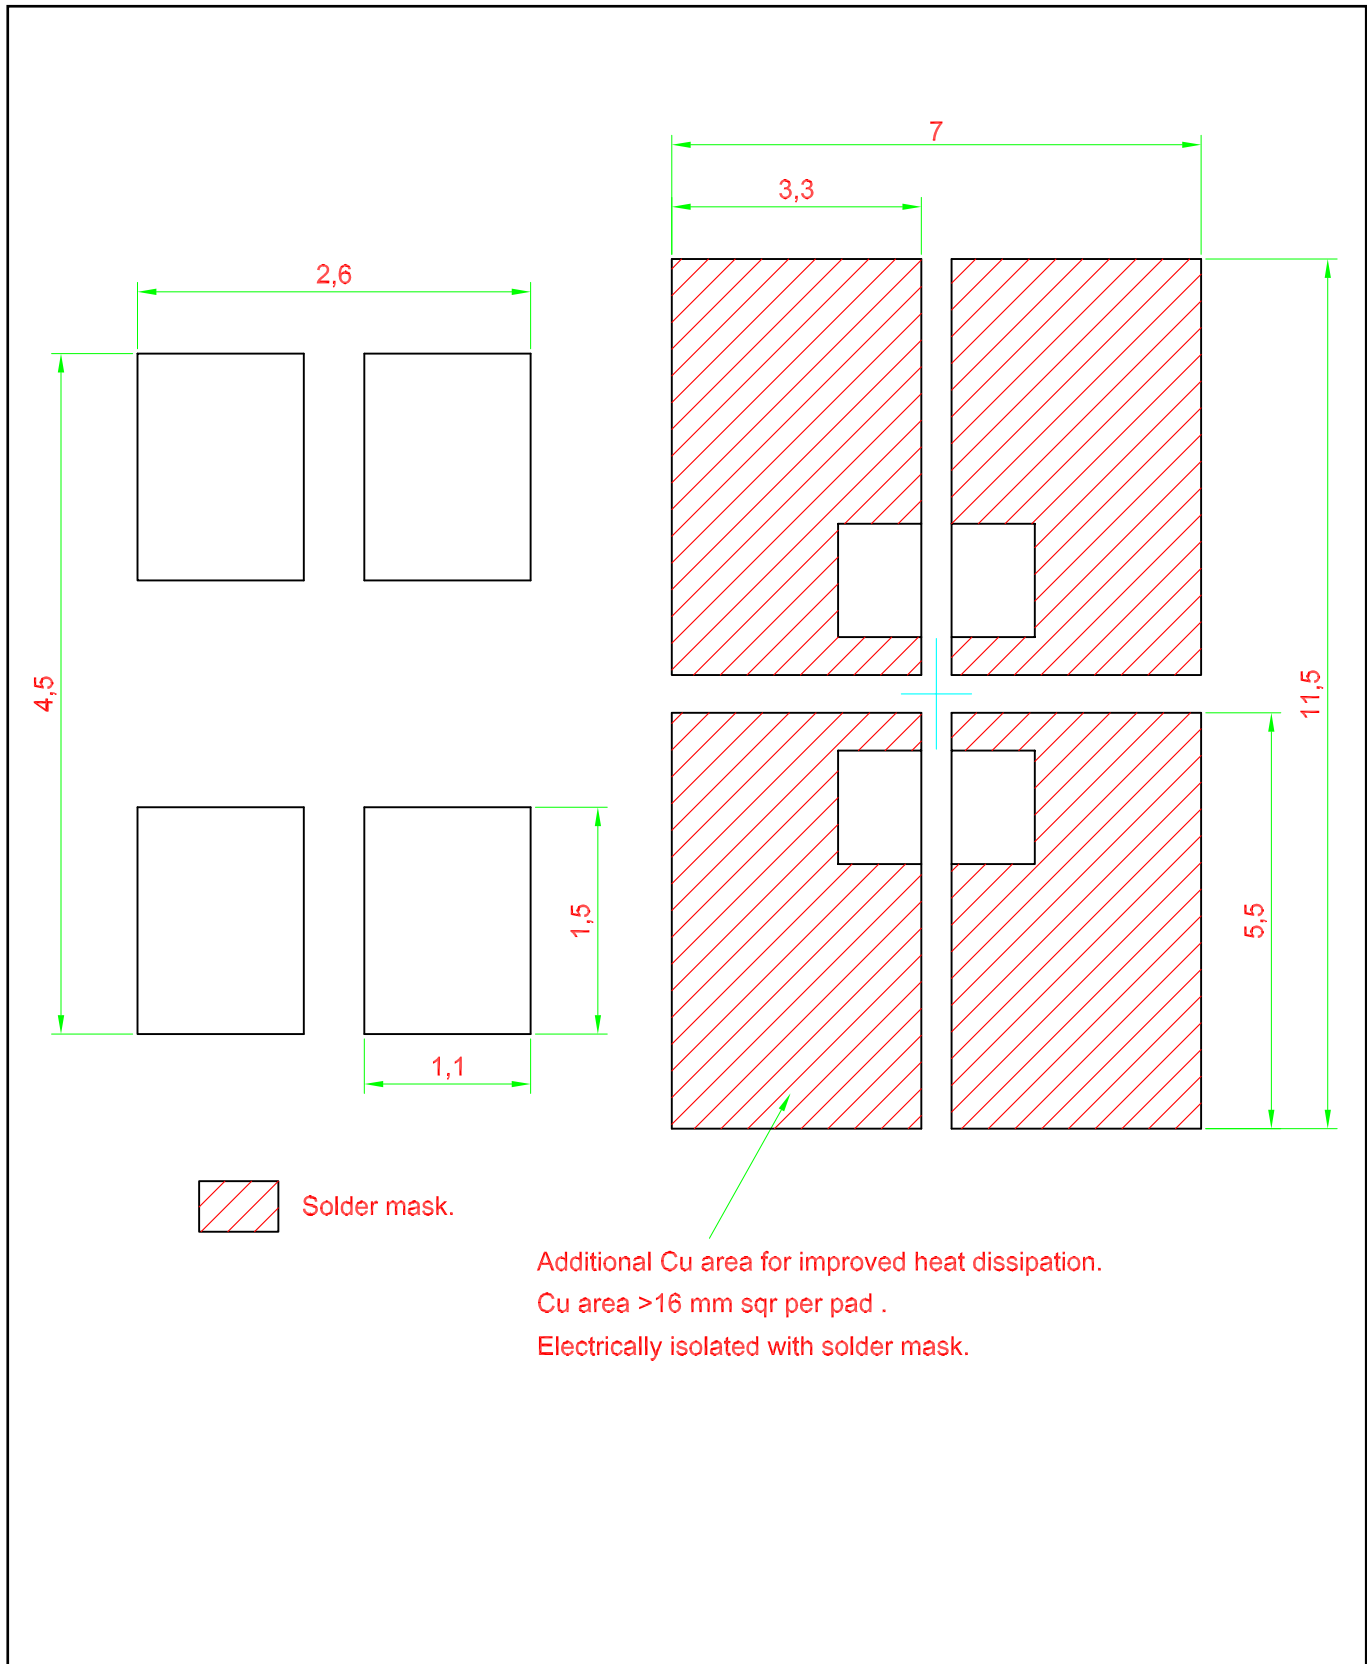 7
3,3
2,6
4,5
11,5
1,5
5,5
1,1
Solder mask.
Additional Cu area for improved heat dissipation.
Cu area >16 mm sqr per pad .
Electrically isolated with solder mask.